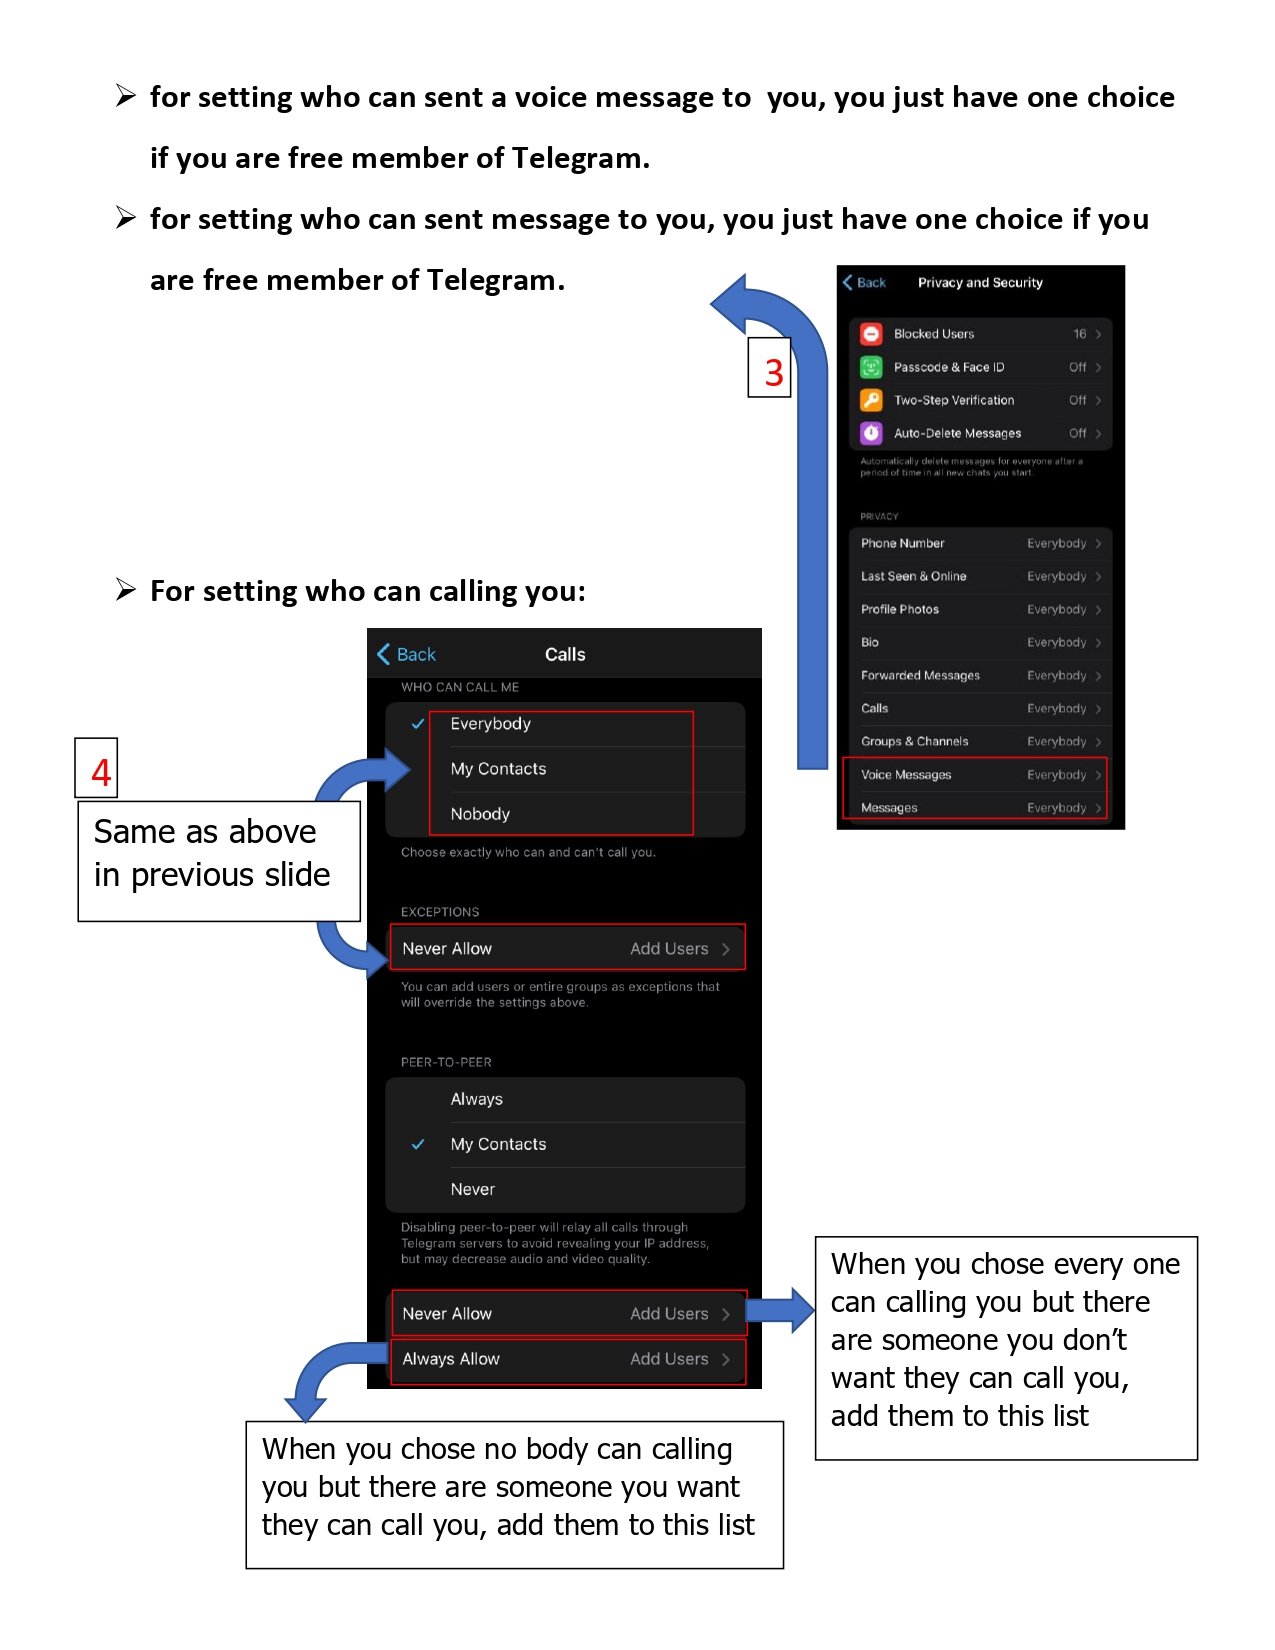 ➢ for setting who can sent a voice message to  you, you just have one choice
if you are free member of Telegram.
➢ for setting who can sent message to you, you just have one choice if you
are free member of Telegram.
3
Back Privacy and Security
Blocked Users 16
Passcode & Face ID Off
Two-Step Verification Off
Auto-Delete Messages Off
Automatically delete messages for everyone after a
period of time in all new chats you start.
PRIVACY
Phone Number Everybody
Last Seen & Online Everybody
Profile Photos Everybody
Bio Everybody
Forwarded Messages Everybody
Calls Everybody
Groups & Channels Everybody
Voice Messages Everybody
Messages Everybody
➢ For setting who can calling you:
Back Calls
WHO CAN CALL ME
Everybody
My Contacts
Nobody
Choose exactly who can and can't call you.
4
Same as above
in previous slide
EXCEPTIONS
Never Allow Add Users
You can add users or entire groups as exceptions that
will override the settings above.
PEER-TO-PEER
Always
My Contacts
Never
Disabling peer-to-peer will relay all calls through
Telegram servers to avoid revealing your IP address,
but may decrease audio and video quality.
Never Allow Add Users
Always Allow Add Users
When you chose every one
can calling you but there
are someone you don’t
want they can call you,
add them to this list
When you chose no body can calling
you but there are someone you want
they can call you, add them to this list